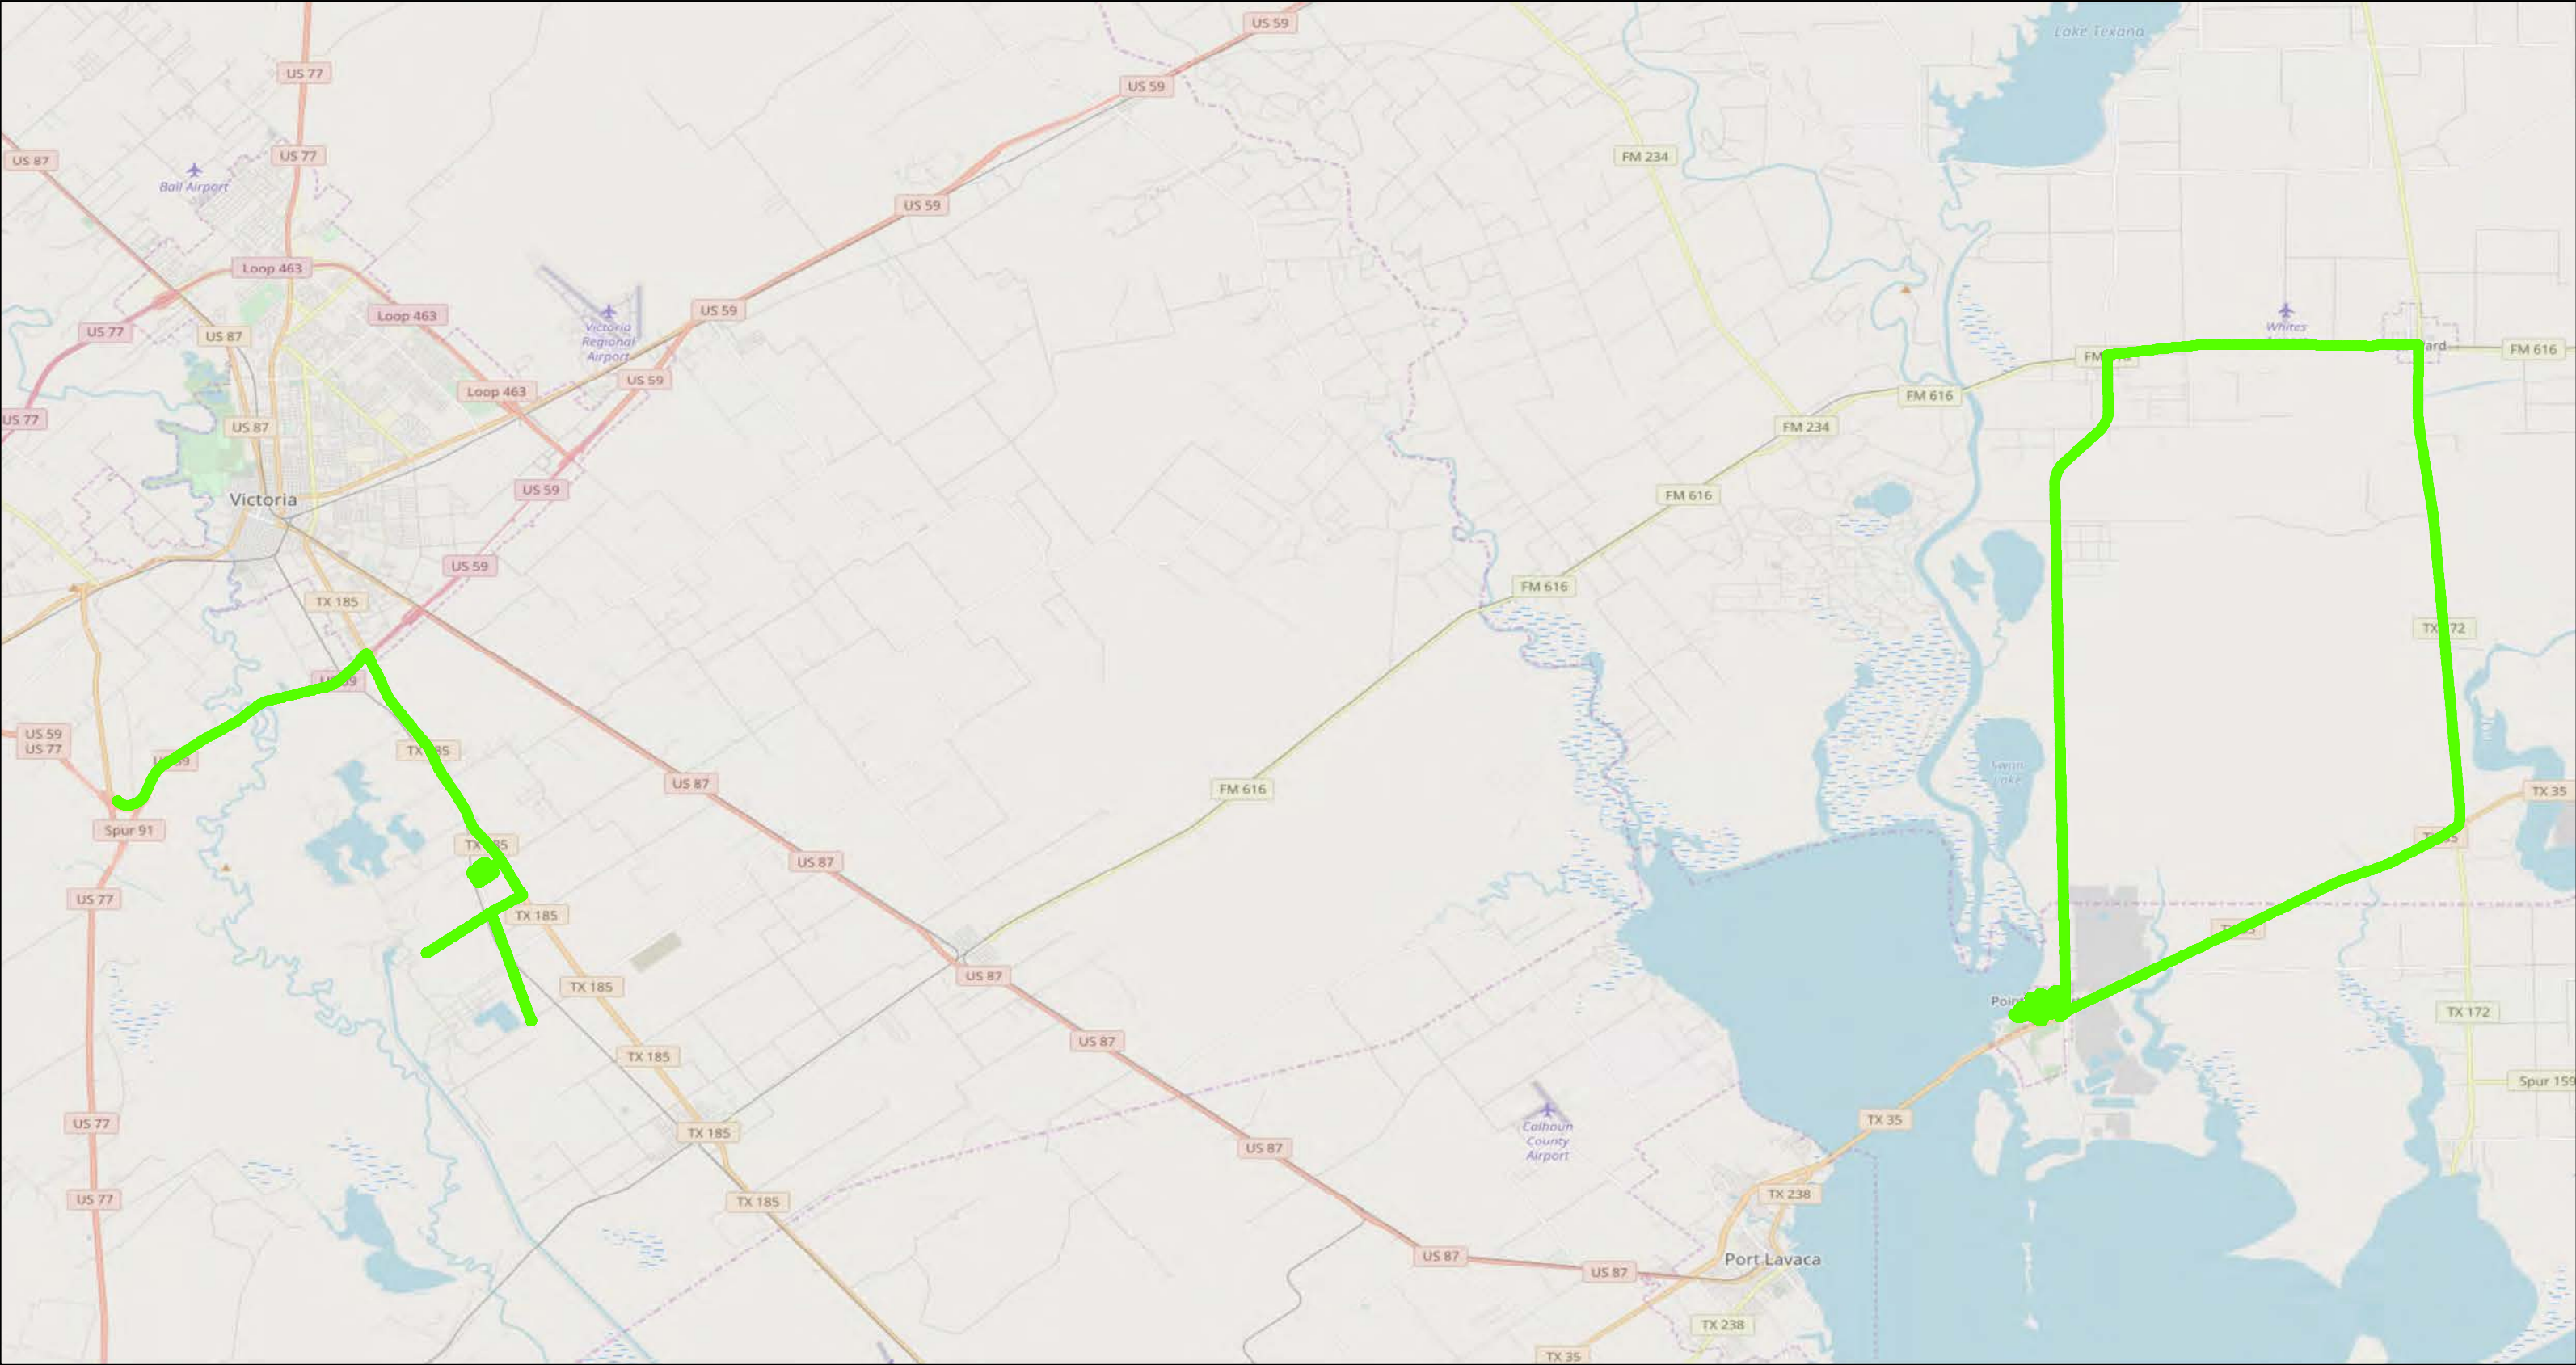 US 59
Lake Texana
US 77
US 59
US 87
US 77
FM 234
Ball Airport
US 59
Loop 463
US 59
Loop 463
US 77
US 87
Victoria
Regional
Airport
Whites
FM 616
US 59
Loop 463
FM 616
US 77
US 87
FM 234
US 59
FM 616
Victoria
US 59
FM 616
TX 185
US 59
US 77
US 87
FM 616
Swan
Lake
TX 35
Spur 91
US 87
US 77
TX 185
US 87
TX 185
TX 172
US 87
TX 185
Spur 159
US 77
TX 185
Calhoun
County
Airport
TX 35
US 87
US 77
TX 185
TX 238
US 87
Port Lavaca
US 87
TX 238
TX 35